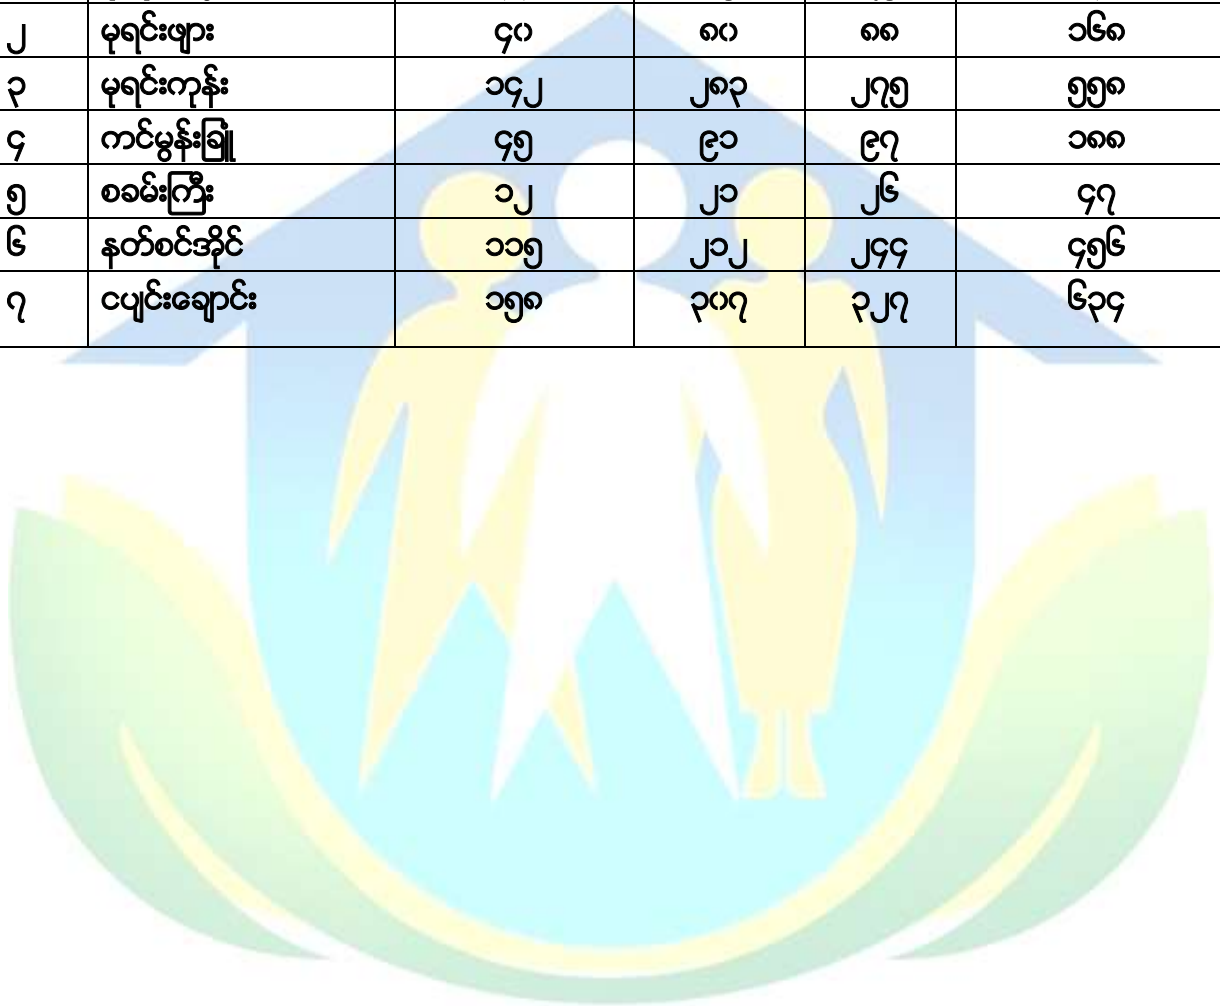 ၂ မုရင်းဖျား ၄၀ ၈၀ ၈၈ ၁၆၈
၃ မုရင်းကုန်း ၁၄၂ ၂၈၃ ၂၇၅ ၅၅၈
၄ ကင်မွန်းခြုံ ၄၅ ၉၁ ၉၇ ၁၈၈
၅ စခမ်းကြီး ၁၂ ၂၁ ၂၆ ၄၇
၆ နတ်စင်အိုင် ၁၁၅ ၂၁၂ ၂၄၄ ၄၅၆
၇ ငပျင်းချောင်း ၁၅၈ ၃၀၇ ၃၂၇ ၆၃၄